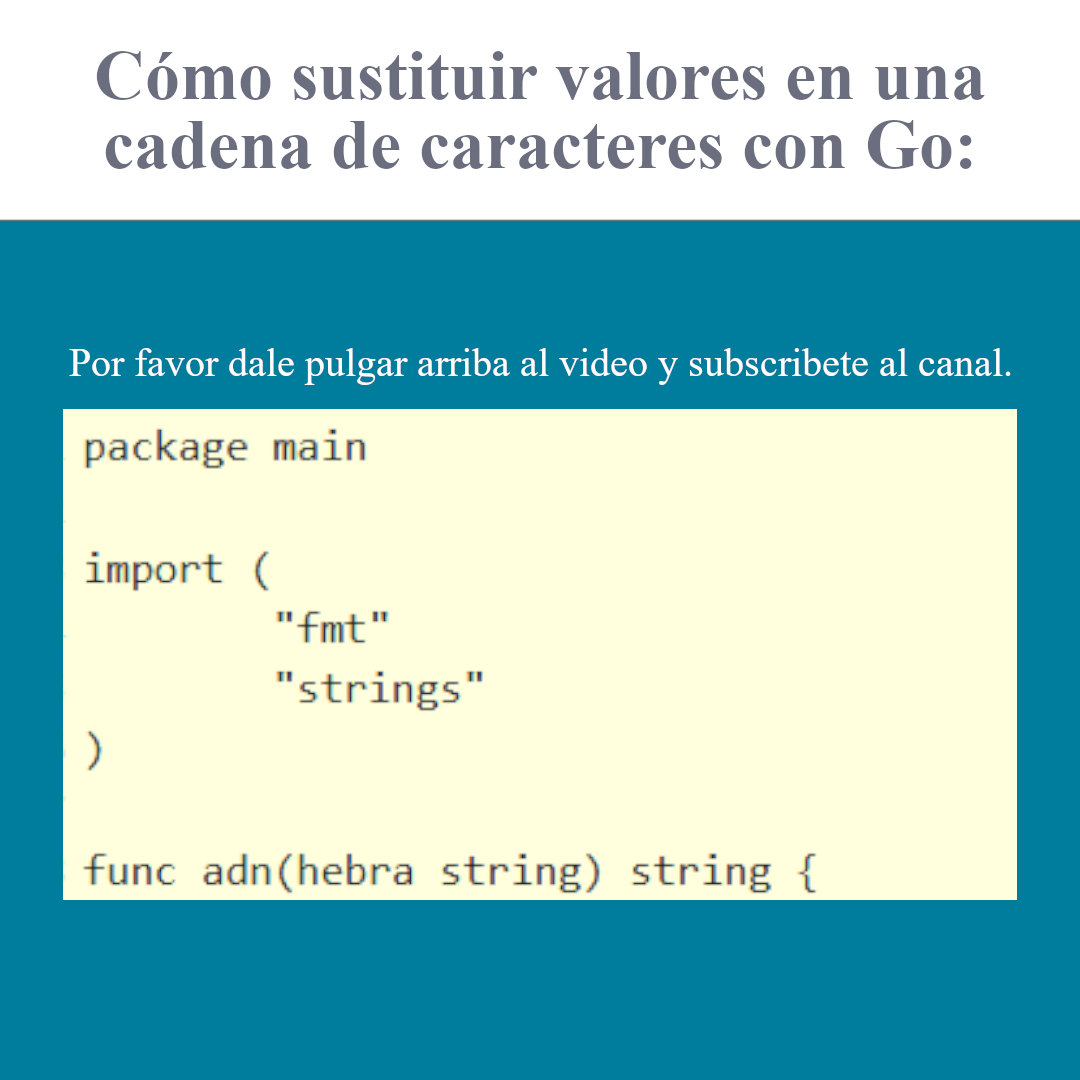 Cómo sustituir valores en una
cadena de caracteres con Go:
Por favor dale pulgar arriba al video y subscribete al canal.
package main
import (
"fmt"
"strings"
)
func adn(hebra string) string {